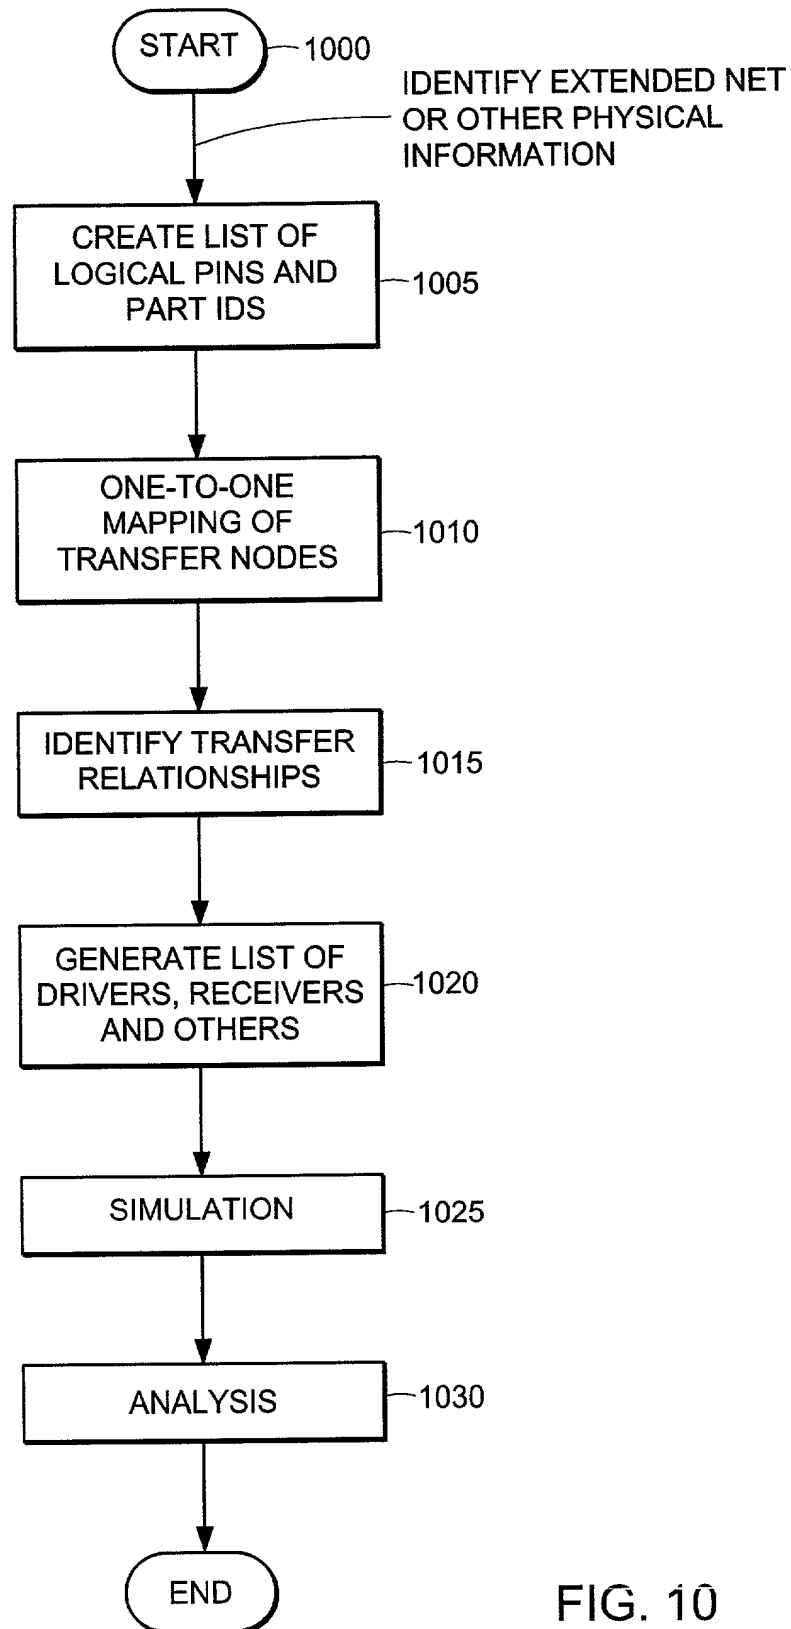 START
1000
IDENTIFY EXTENDED NET
OR OTHER PHYSICAL
INFORMATION
CREATE LIST OF
LOGICAL PINS AND
PART IDS
1005
ONE-TO-ONE
MAPPING OF
TRANSFER NODES
1010
IDENTIFY TRANSFER
RELATIONSHIPS
1015
GENERATE LIST OF
DRIVERS, RECEIVERS
AND OTHERS
1020
SIMULATION
1025
ANALYSIS
1030
END
FIG. 10